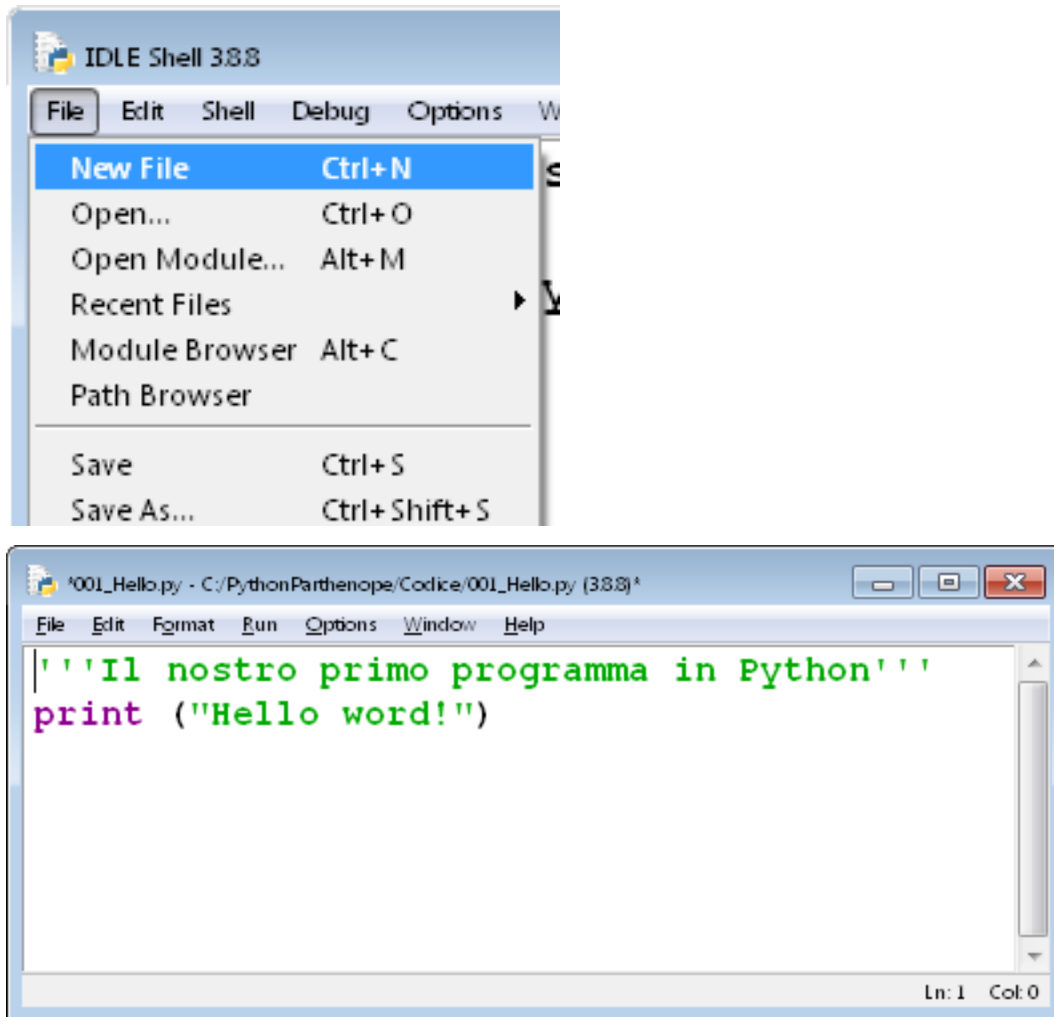 IDLE Shell 3.8.8
File Edit Shell Debug Options W
New File Ctrl+N
Open... Ctrl+O
Open Module... Alt+M
Recent Files
Module Browser Alt+C
Path Browser
Save Ctrl+S
Save As... Ctrl+Shift+S
*001_Hello.py - C:/PythonParthenope/Codice/001_Hello.py (3.8.8)*
File Edit Format Run Options Window Help
'''Il nostro primo programma in Python'''
print ("Hello word!")
Ln: 1 Col: 0